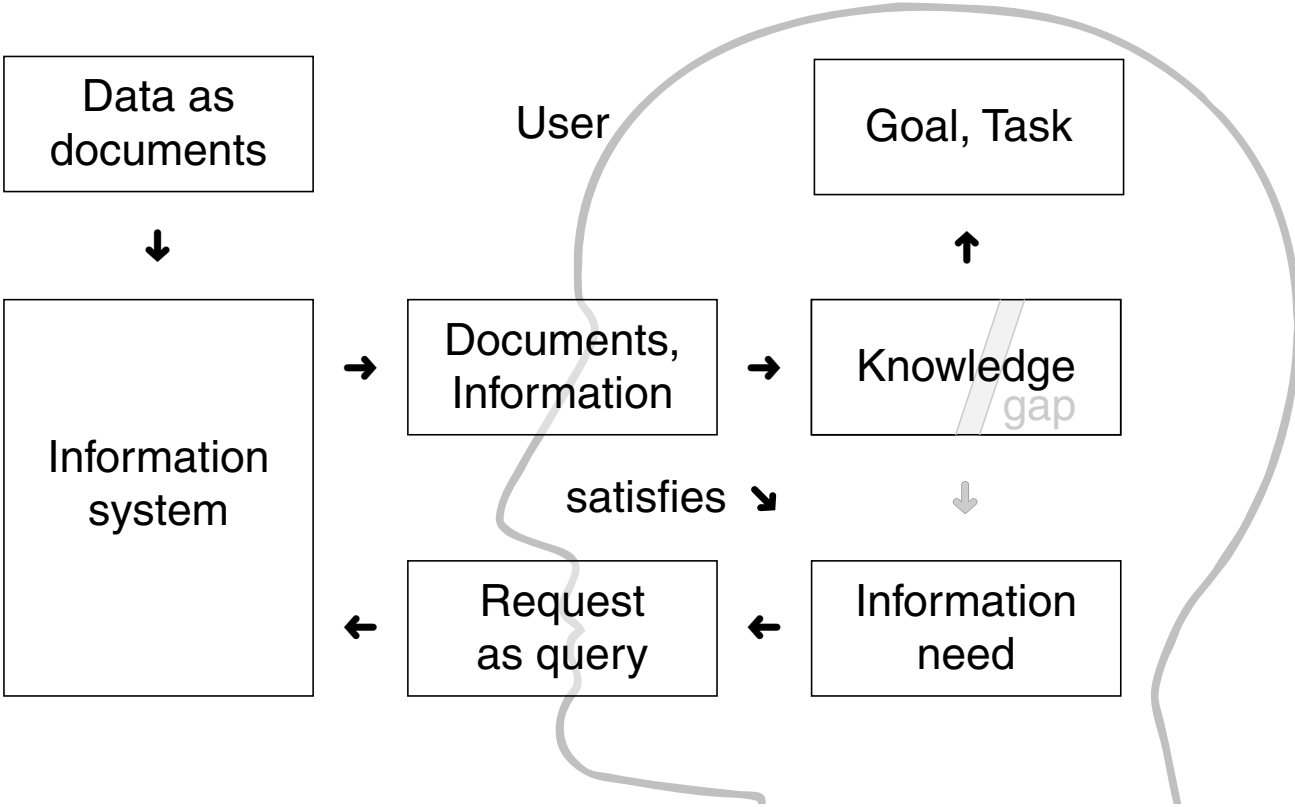 Data as
documents
User
Goal, Task
Documents,
Information
Knowledge
gap
Information
system
satisfies
Request
as query
Information
need